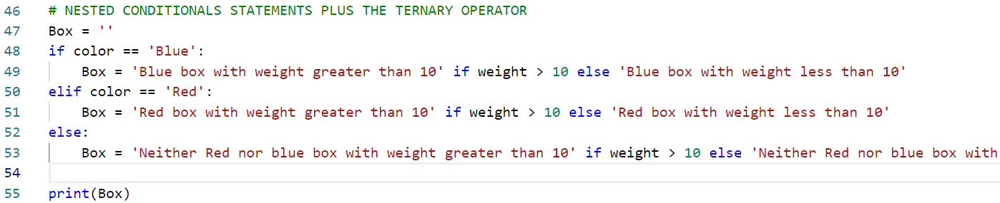 46 # NESTED CONDITIONALS STATEMENTS PLUS THE TERNARY OPERATOR
47 Box = ''
48 if color == 'Blue':
49     Box = 'Blue box with weight greater than 10' if weight > 10 else 'Blue box with weight less than 10'
50 elif color == 'Red':
51     Box = 'Red box with weight greater than 10' if weight > 10 else 'Red box with weight less than 10'
52 else:
53     Box = 'Neither Red nor blue box with weight greater than 10' if weight > 10 else 'Neither Red nor blue box with
54
55 print(Box)